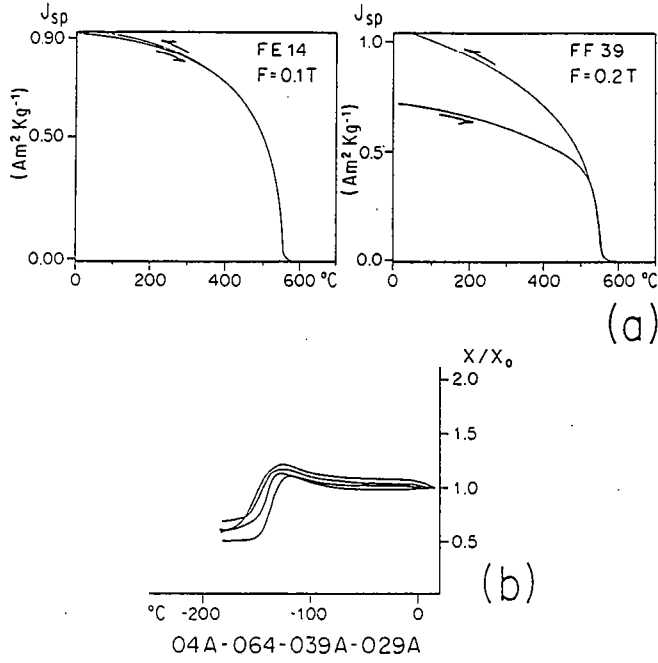 Jsp
0.90
0.50
0.00
(Am² Kg⁻¹)
FE 14
F=0.1T
0 200 400 600 °C
Jsp
1.0
0.5
0.0
(Am² Kg⁻¹)
FF 39
F=0.2T
0 200 400 600 °C
(a)
X/X₀
2.0
1.5
1.0
0.5
(b)
°C -200 -100 0
04A-064-039A-029A